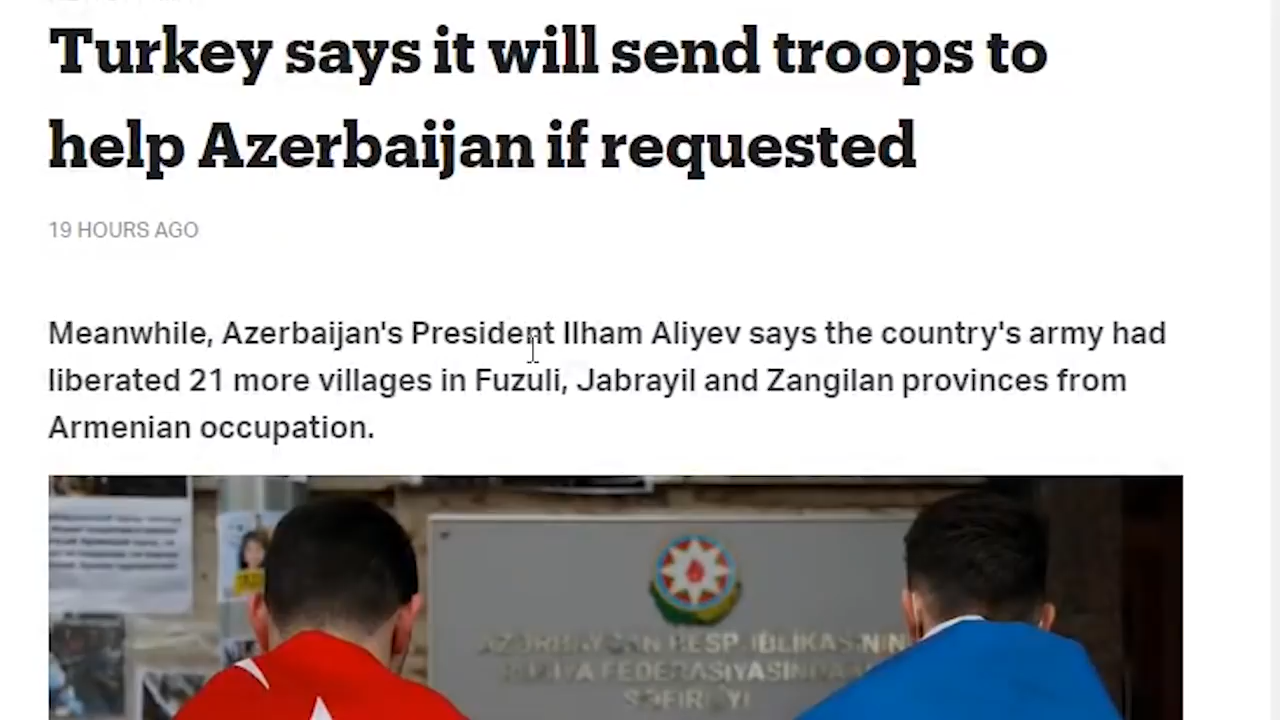 Turkey says it will send troops to
help Azerbaijan if requested
19 HOURS AGO
Meanwhile, Azerbaijan's President Ilham Aliyev says the country's army had
liberated 21 more villages in Fuzuli, Jabrayil and Zangilan provinces from
Armenian occupation.